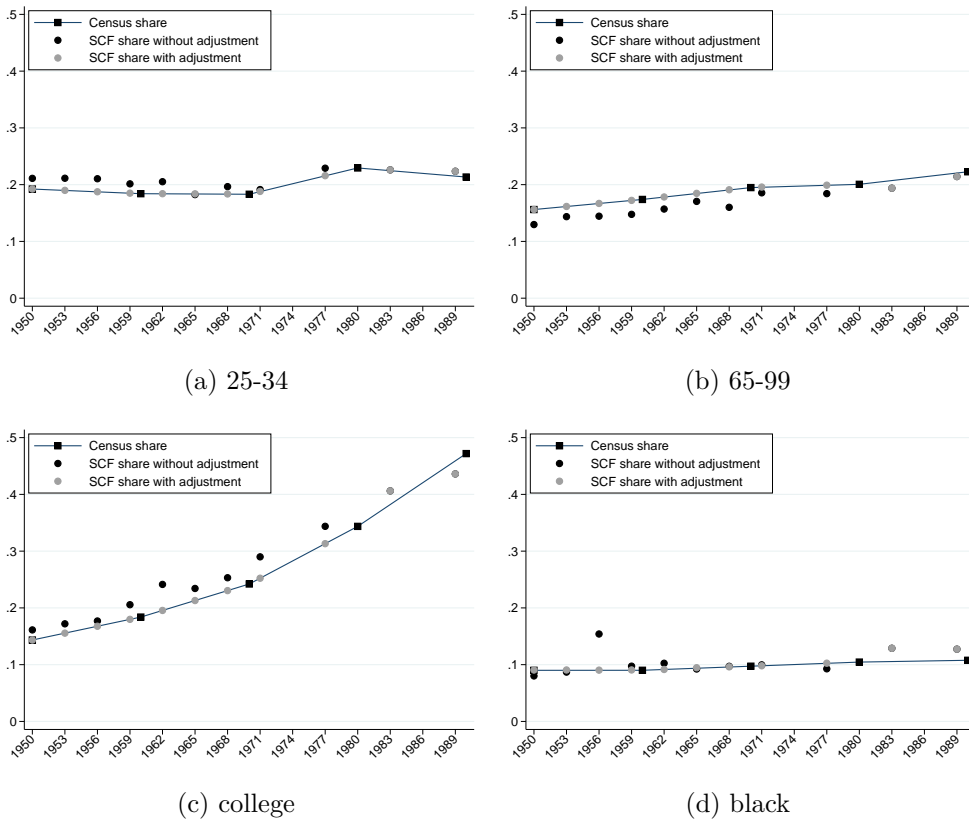 .5
.4
.3
.2
.1
0
Census share
SCF share without adjustment
SCF share with adjustment
1950 1953 1956 1959 1962 1965 1968 1971 1974 1977 1980 1983 1986 1989
(a) 25-34
.5
.4
.3
.2
.1
0
Census share
SCF share without adjustment
SCF share with adjustment
1950 1953 1956 1959 1962 1965 1968 1971 1974 1977 1980 1983 1986 1989
(b) 65-99
.5
.4
.3
.2
.1
0
Census share
SCF share without adjustment
SCF share with adjustment
1950 1953 1956 1959 1962 1965 1968 1971 1974 1977 1980 1983 1986 1989
(c) college
.5
.4
.3
.2
.1
0
Census share
SCF share without adjustment
SCF share with adjustment
1950 1953 1956 1959 1962 1965 1968 1971 1974 1977 1980 1983 1986 1989
(d) black